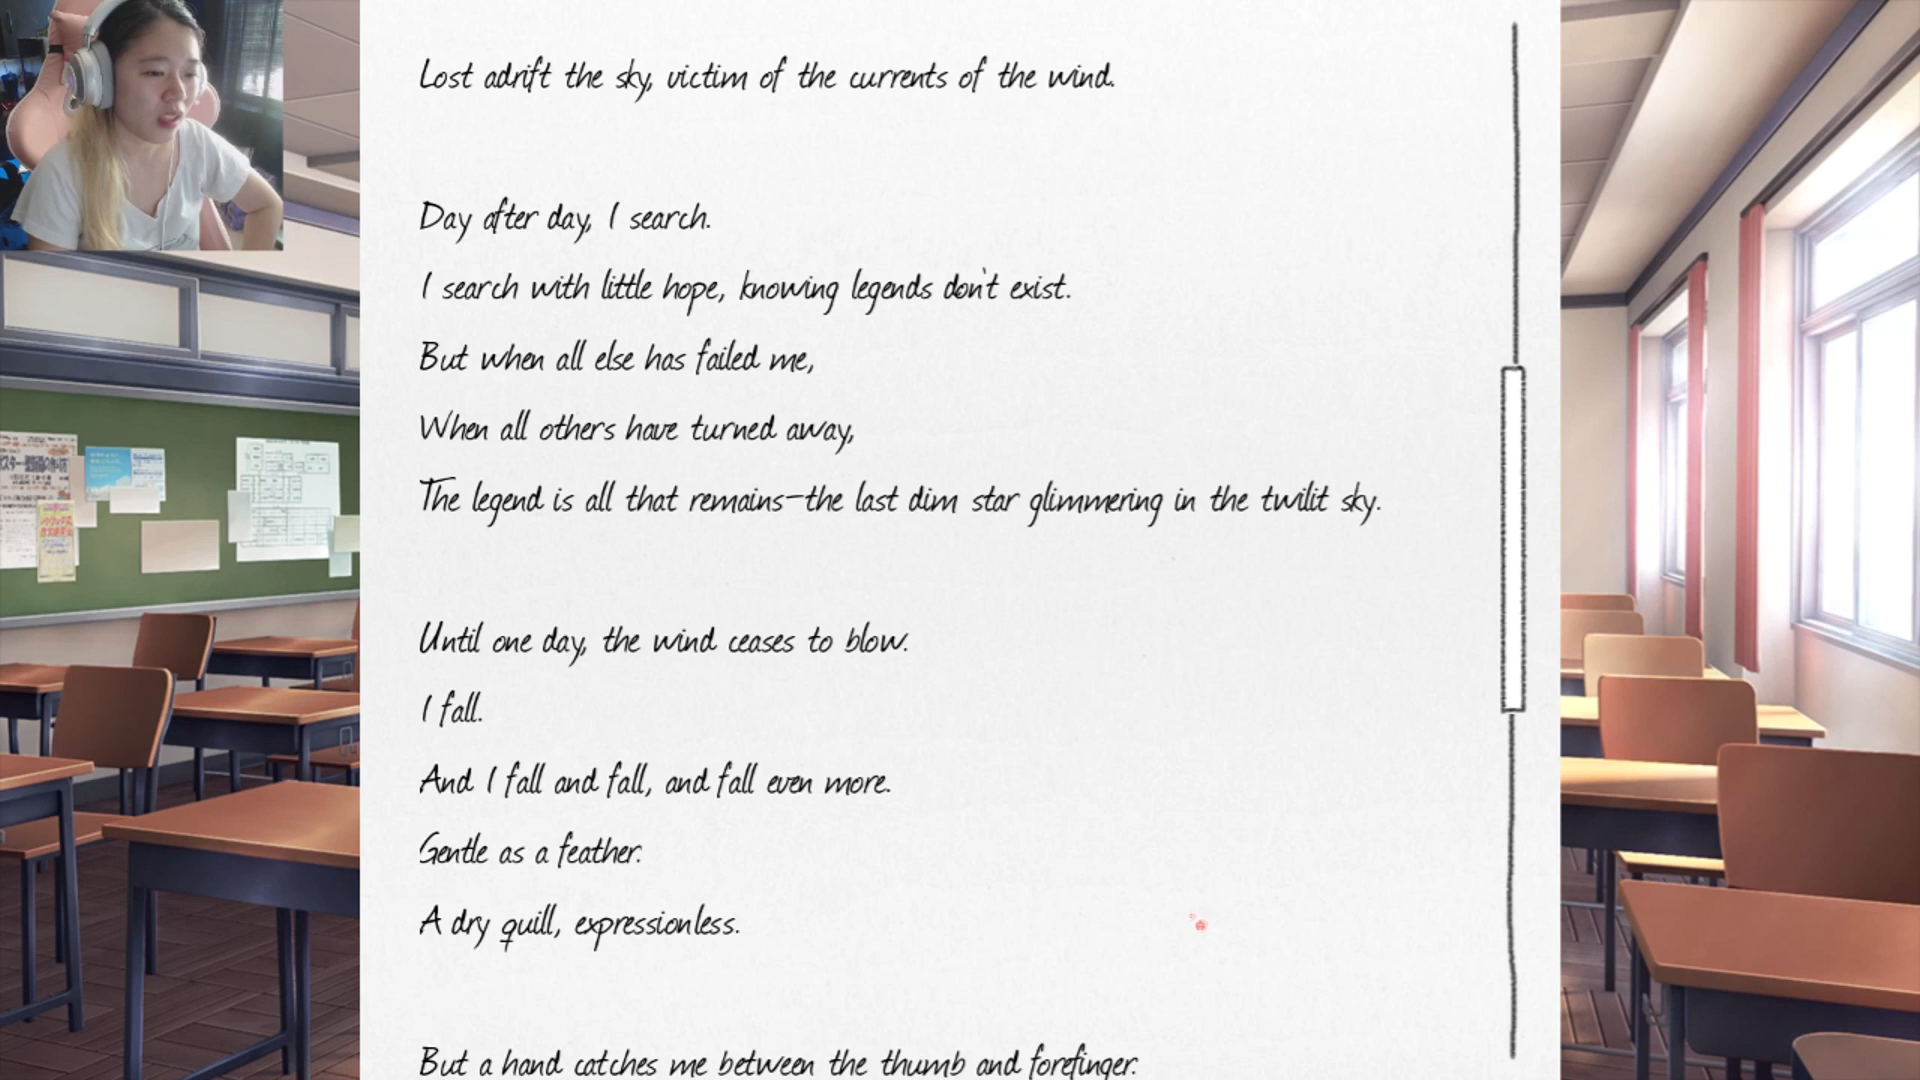 Lost adrift the sky, victim of the currents of the wind.
Day after day, I search.
I search with little hope, knowing legends don't exist.
But when all else has failed me,
When all others have turned away,
The legend is all that remains—the last dim star glimmering in the twilit sky.
Until one day, the wind ceases to blow.
I fall.
And I fall and fall, and fall even more.
Gentle as a feather.
A dry quill, expressionless.
But a hand catches me between the thumb and forefinger.